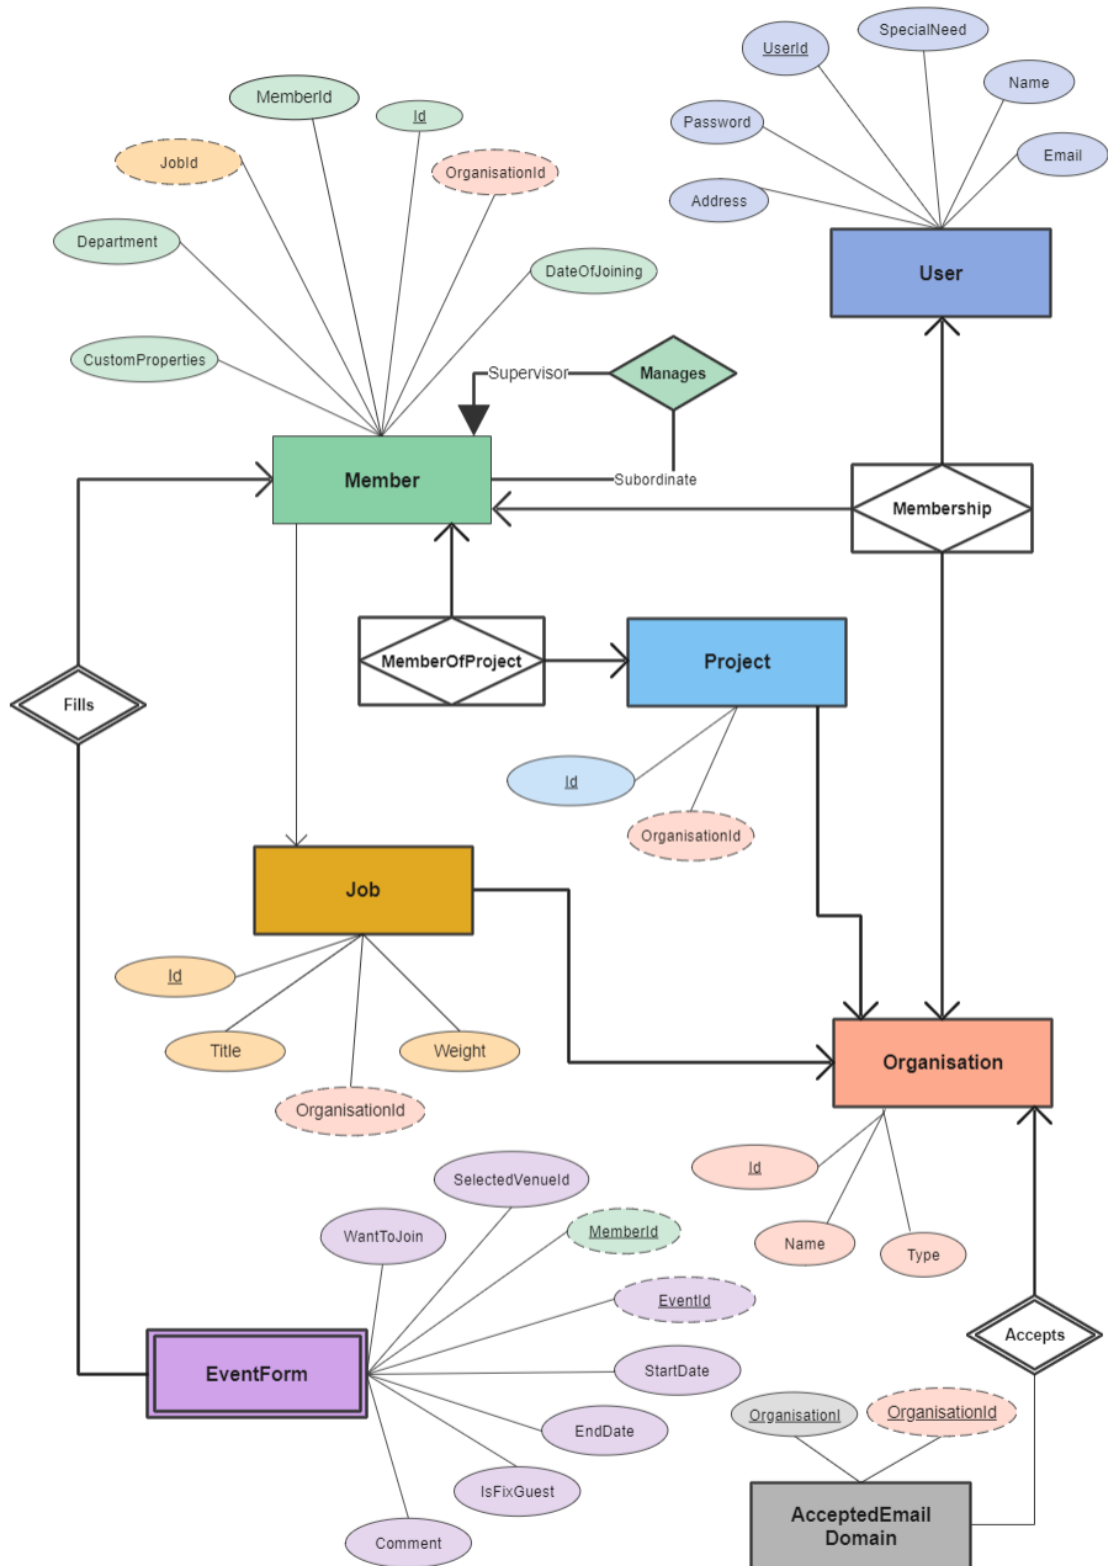 SpecialNeed
UserId
Name
Password
Email
Address
User
MemberId
Id
JobId
OrganisationId
Department
DateOfJoining
CustomProperties
Supervisor
Manages
Member
Subordinate
Membership
MemberOfProject
Project
Fills
Id
OrganisationId
Job
Id
Title
Weight
OrganisationId
Organisation
Id
Name
Type
SelectedVenueId
WantToJoin
MemberId
EventId
EventForm
StartDate
EndDate
IsFixGuest
Comment
Accepts
OrganisationI
OrganisationId
AcceptedEmail
Domain